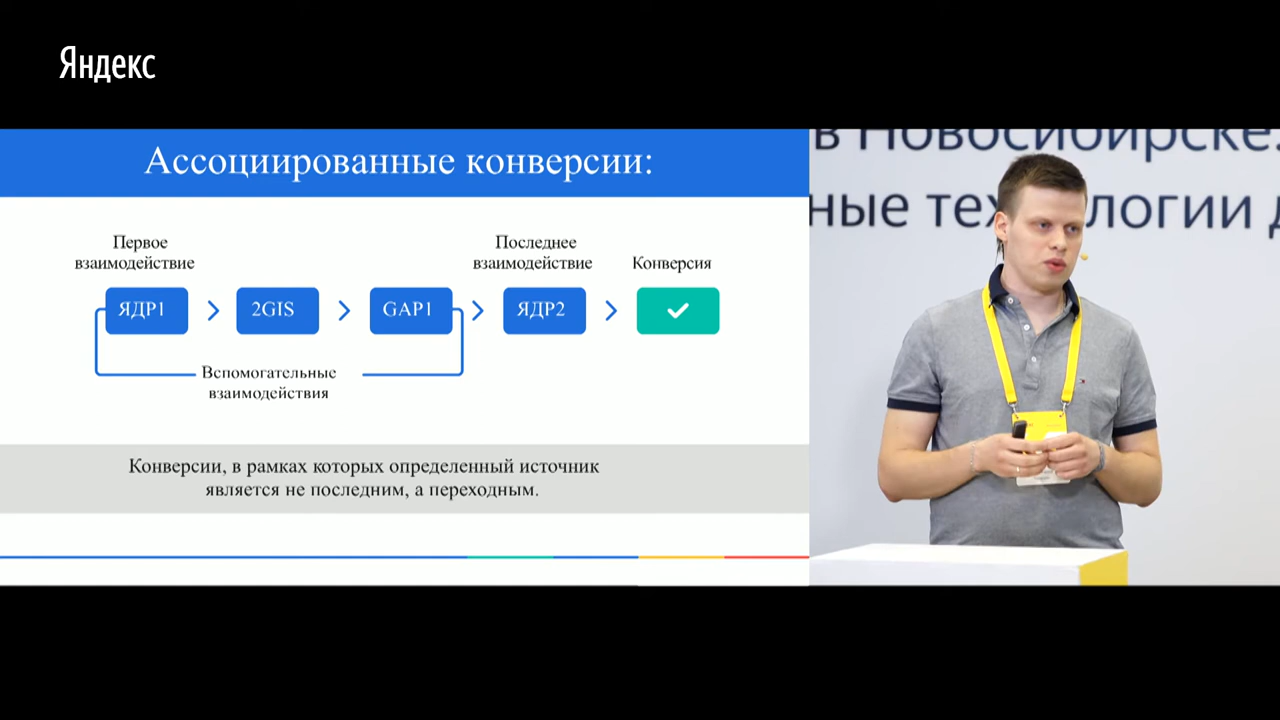 Яндекс
Ассоциированные конверсии:
Первое
взаимодействие
Последнее
взаимодействие
Конверсия
ЯДР1
2GIS
GAP1
ЯДР2
Вспомогательные
взаимодействия
Конверсии, в рамках которых определенный источник
является не последним, а переходным.
в Новосибирске.
ные технологии д